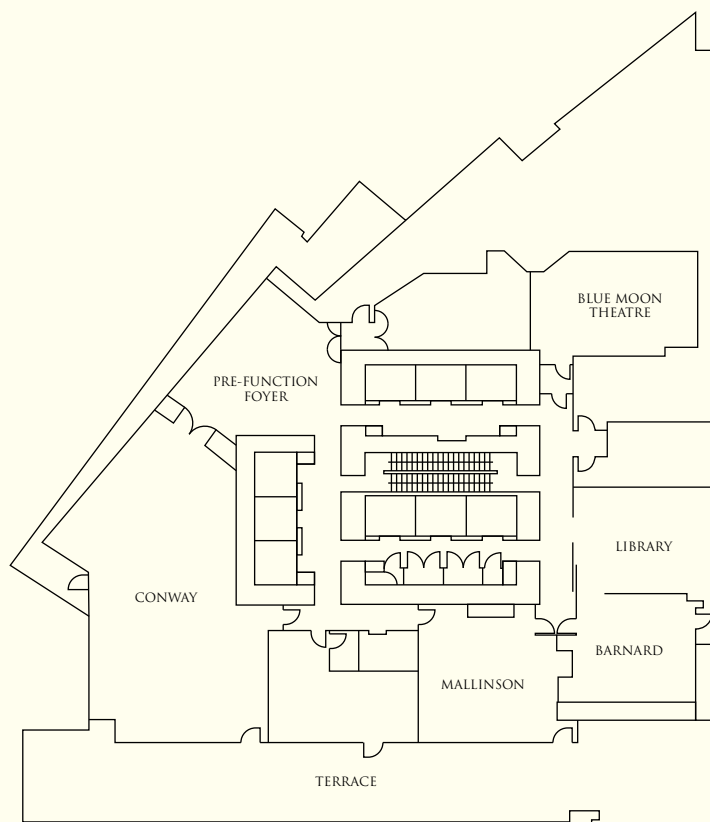 BLUE MOON
THEATRE
PRE-FUNCTION
FOYER
LIBRARY
CONWAY
BARNARD
MALLINSON
TERRACE